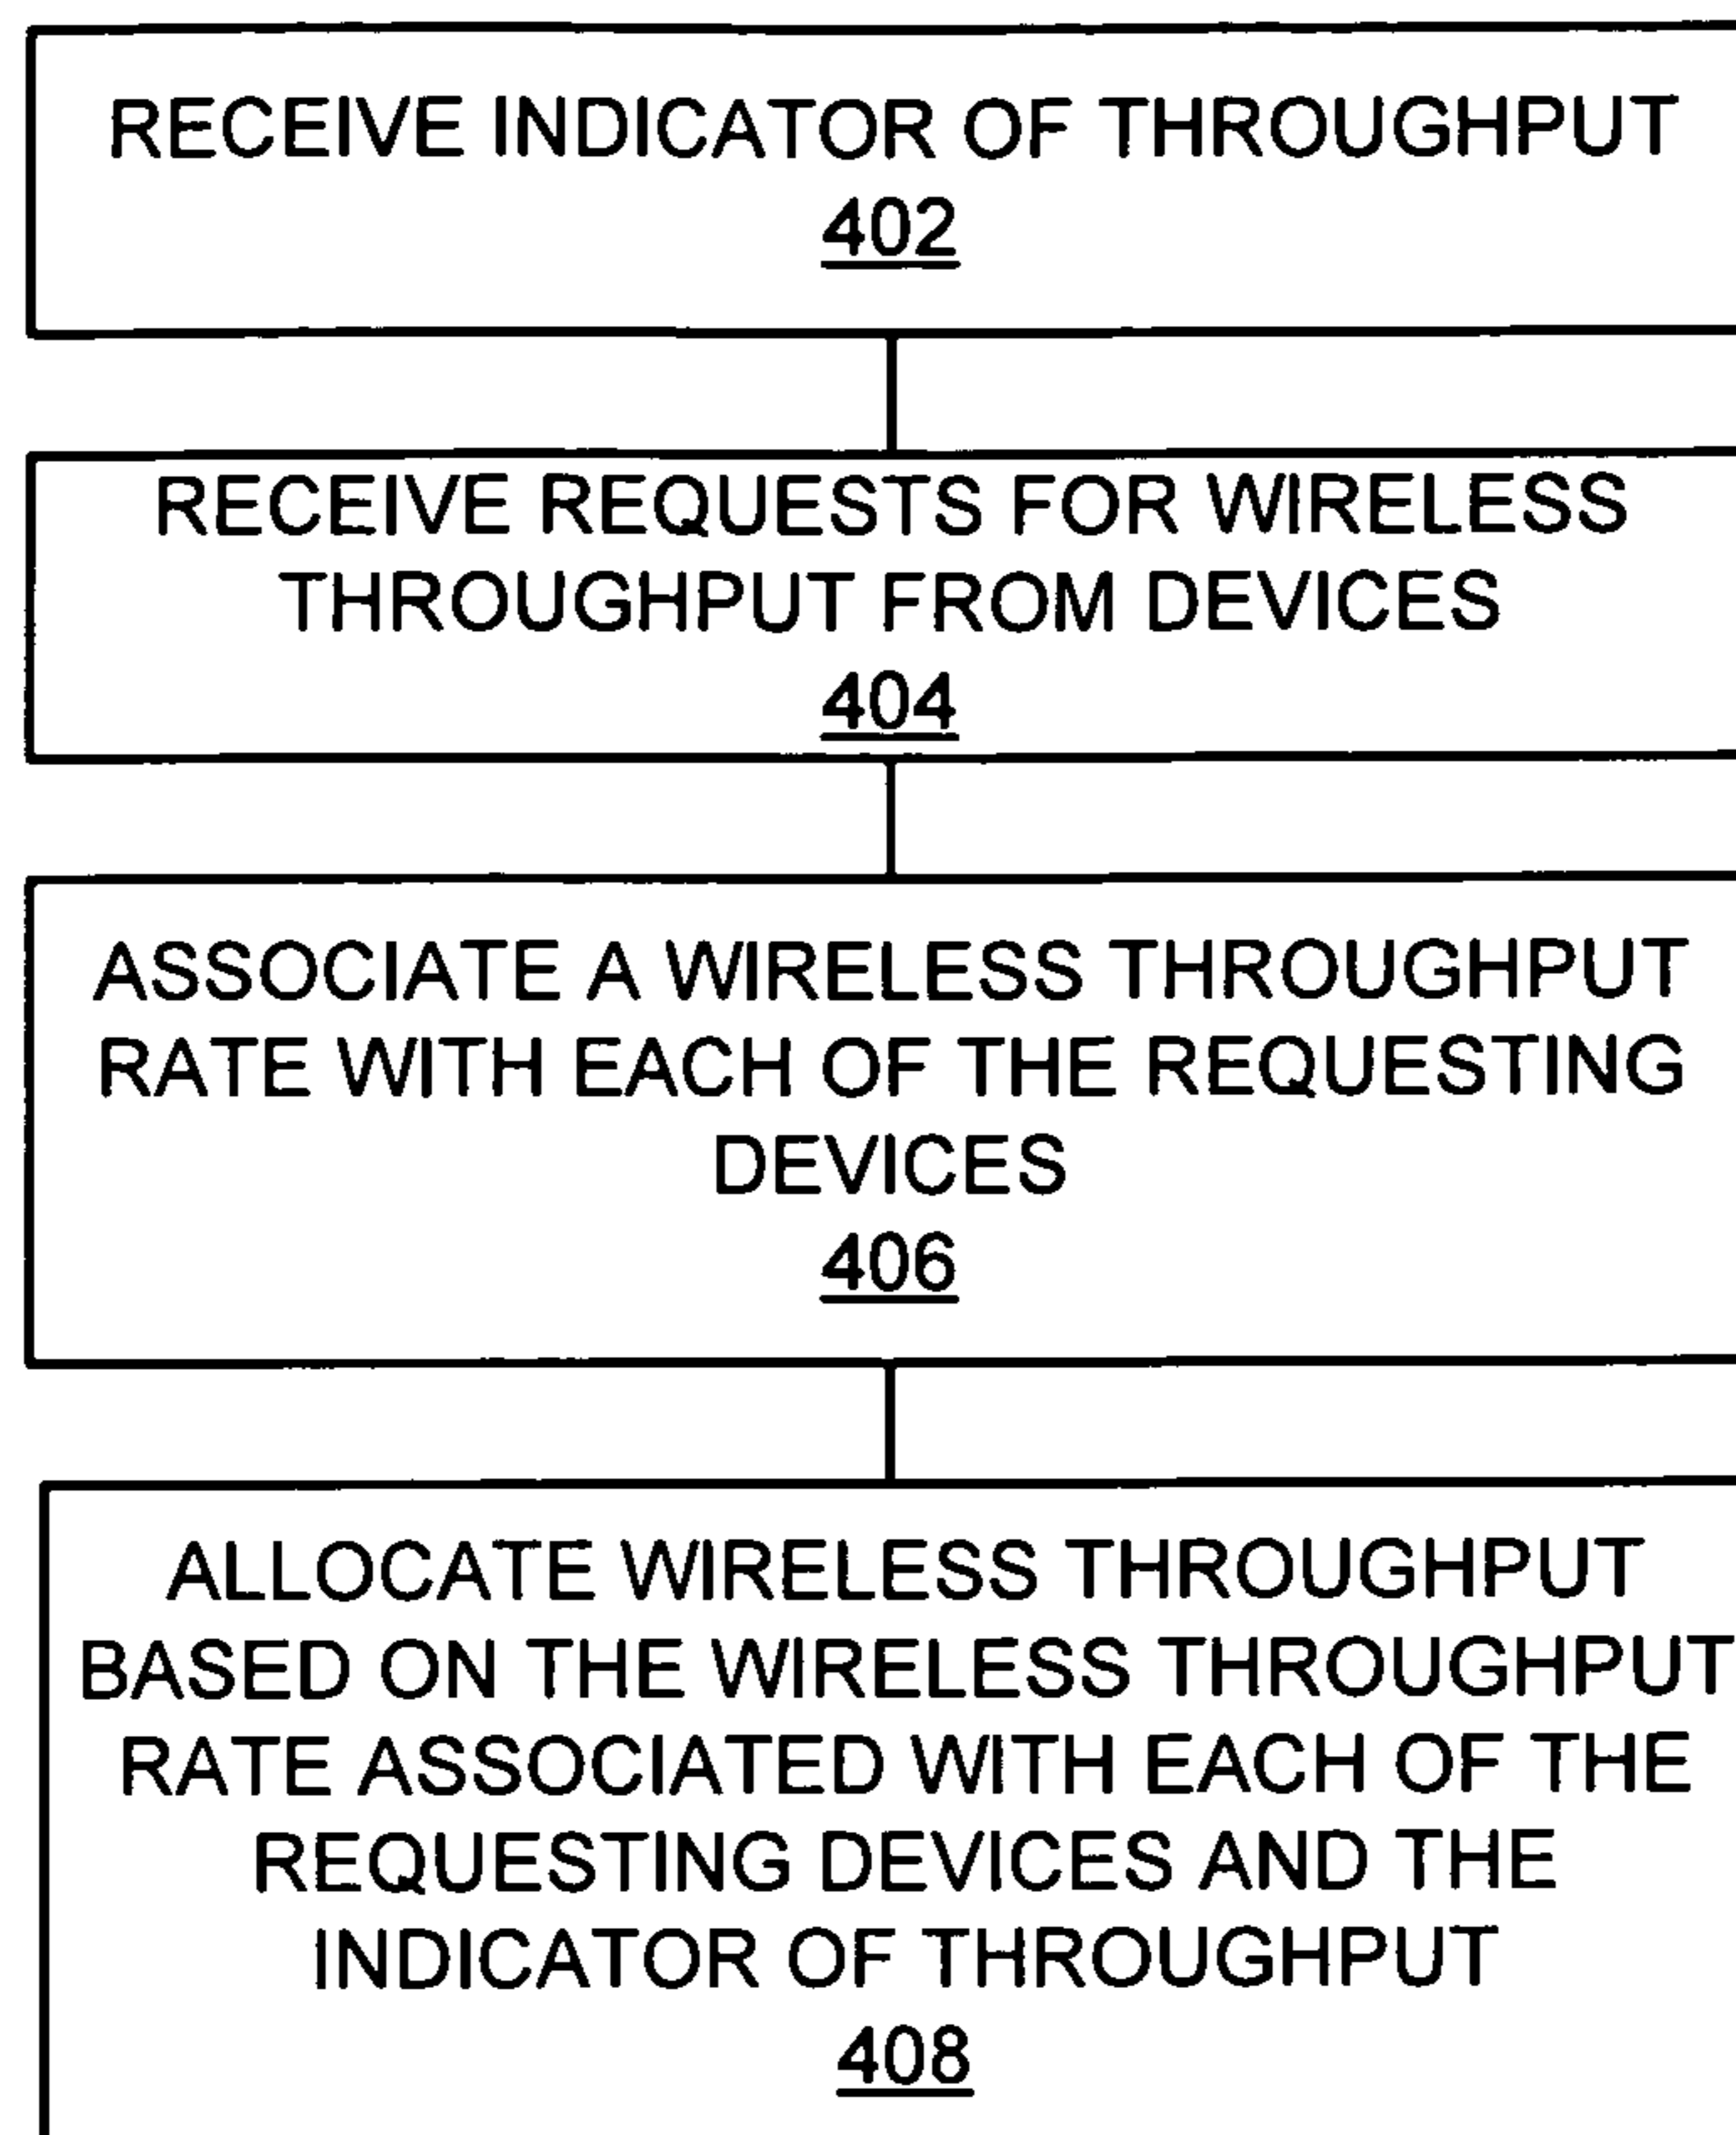 RECEIVE INDICATOR OF THROUGHPUT
402
RECEIVE REQUESTS FOR WIRELESS
THROUGHPUT FROM DEVICES
404
ASSOCIATE A WIRELESS THROUGHPUT
RATE WITH EACH OF THE REQUESTING
DEVICES
406
ALLOCATE WIRELESS THROUGHPUT
BASED ON THE WIRELESS THROUGHPUT
RATE ASSOCIATED WITH EACH OF THE
REQUESTING DEVICES AND THE
INDICATOR OF THROUGHPUT
408